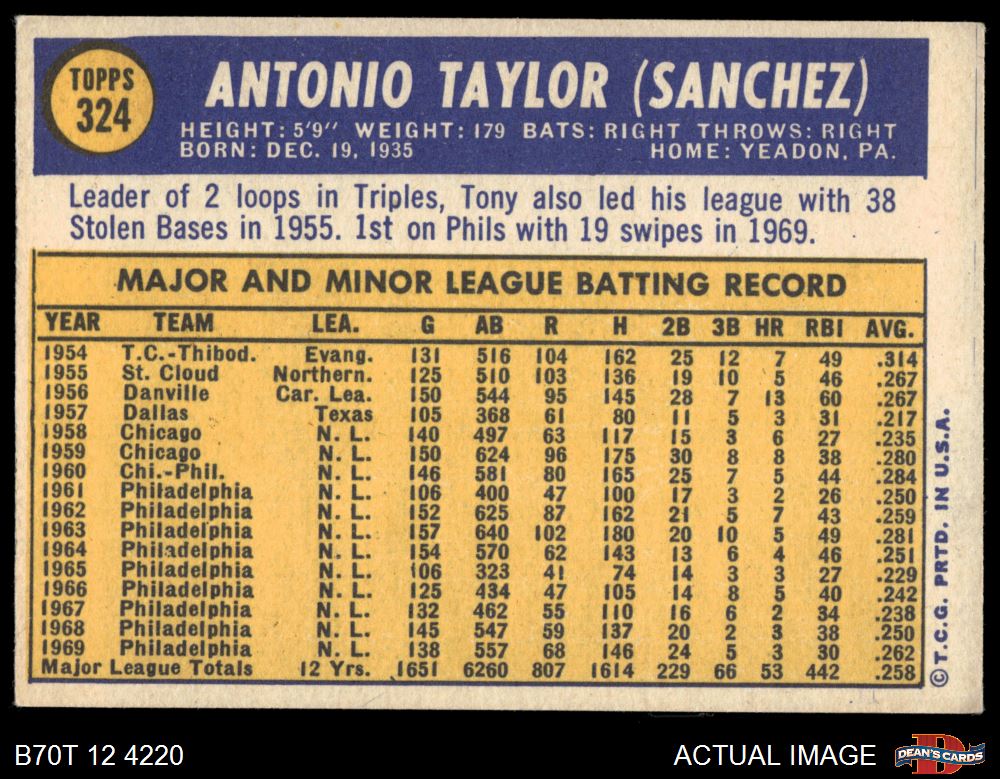 TOPPS
324
ANTONIO TAYLOR (SANCHEZ)
HEIGHT: 5'9" WEIGHT: 179 BATS: RIGHT THROWS: RIGHT
BORN: DEC. 19, 1935 HOME: YEADON, PA.
Leader of 2 loops in Triples, Tony also led his league with 38
Stolen Bases in 1955. 1st on Phils with 19 swipes in 1969.
MAJOR AND MINOR LEAGUE BATTING RECORD
YEAR TEAM LEA. G AB R H 2B 3B HR RBI AVG.
1954 T.C.-Thibod. Evang. 131 516 104 162 25 12 7 49 .314
1955 St. Cloud Northern. 125 510 103 136 19 10 5 46 .267
1956 Danville Car. Lea. 150 544 95 145 28 7 13 60 .267
1957 Dallas Texas 105 368 61 80 11 5 3 31 .217
1958 Chicago N. L. 140 497 63 117 15 3 6 27 .235
1959 Chicago N. L. 150 624 96 175 30 8 8 38 .280
1960 Chi.-Phil. N. L. 146 581 80 165 25 7 5 44 .284
1961 Philadelphia N. L. 106 400 47 100 17 3 2 26 .250
1962 Philadelphia N. L. 152 625 87 162 21 5 7 43 .259
1963 Philadelphia N. L. 157 640 102 180 20 10 5 49 .281
1964 Philadelphia N. L. 154 570 62 143 13 6 4 46 .251
1965 Philadelphia N. L. 106 323 41 74 14 3 3 27 .229
1966 Philadelphia N. L. 125 434 47 105 14 8 5 40 .242
1967 Philadelphia N. L. 132 462 55 110 16 6 2 34 .238
1968 Philadelphia N. L. 145 547 59 137 20 2 3 38 .250
1969 Philadelphia N. L. 138 557 68 146 24 5 3 30 .262
Major League Totals 12 Yrs. 1651 6260 807 1614 229 66 53 442 .258
©T.C.G. PRTD. IN U.S.A.
B70T 12 4220
ACTUAL IMAGE
D
DEAN'S CARDS